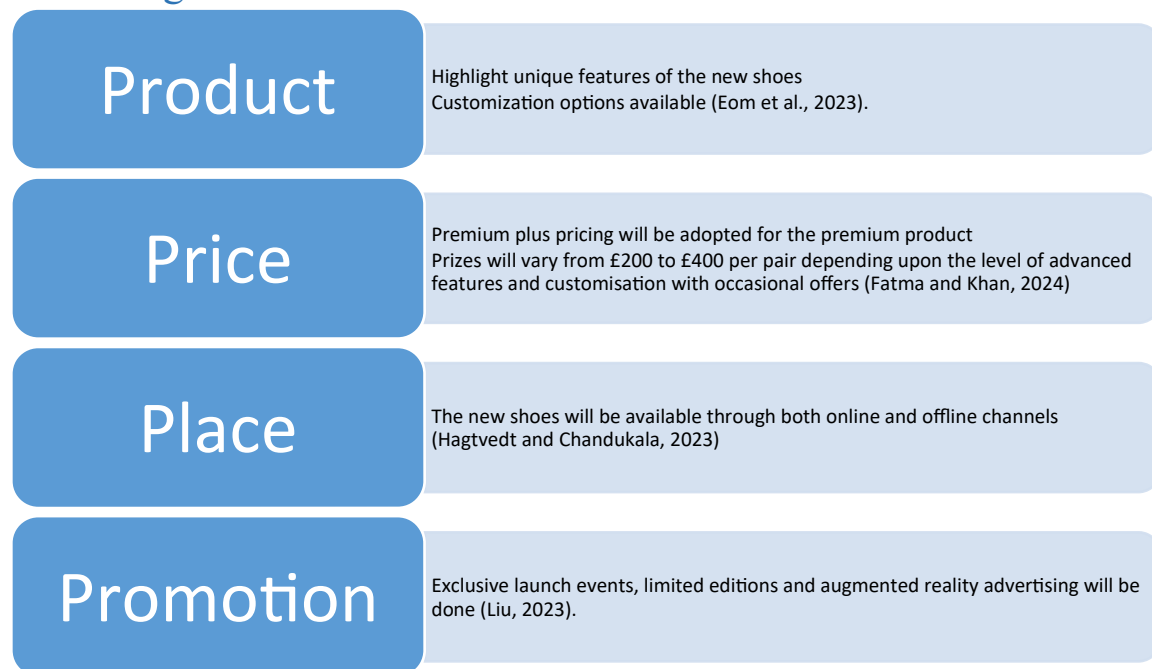 Product
Highlight unique features of the new shoes
Customization options available (Eom et al., 2023).
Price
Premium plus pricing will be adopted for the premium product
Prizes will vary from £200 to £400 per pair depending upon the level of advanced
features and customisation with occasional offers (Fatma and Khan, 2024)
Place
The new shoes will be available through both online and offline channels
(Hagtvedt and Chandukala, 2023)
Promotion
Exclusive launch events, limited editions and augmented reality advertising will be
done (Liu, 2023).